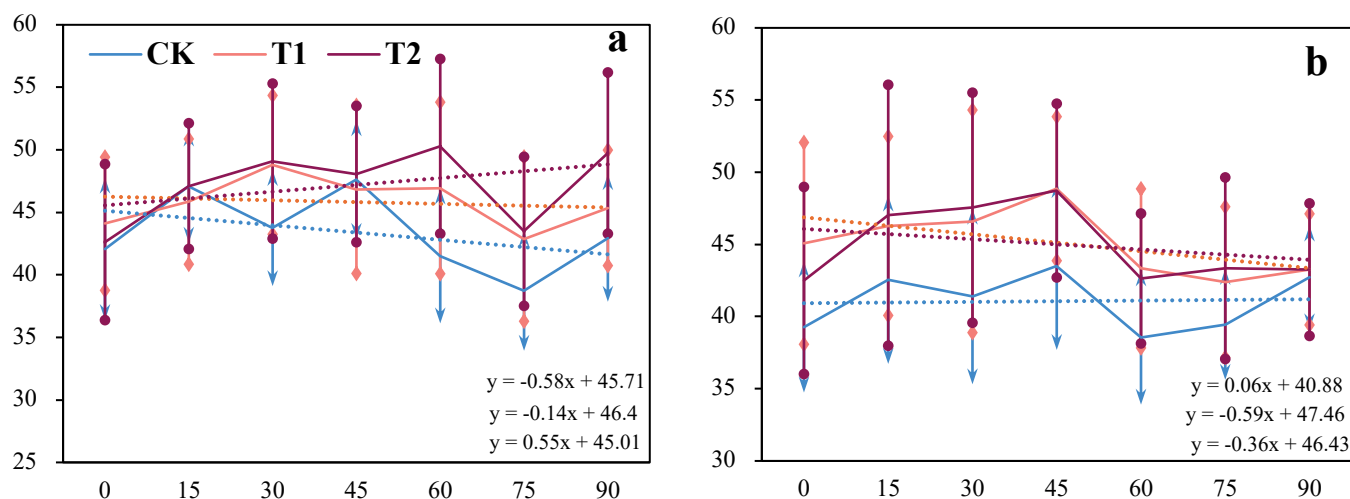 60
55
50
45
40
35
30
25
CK T1 T2
a
y = -0.58x + 45.71
y = -0.14x + 46.4
y = 0.55x + 45.01
0 15 30 45 60 75 90
60
55
50
45
40
35
30
b
y = 0.06x + 40.88
y = -0.59x + 47.46
y = -0.36x + 46.43
0 15 30 45 60 75 90